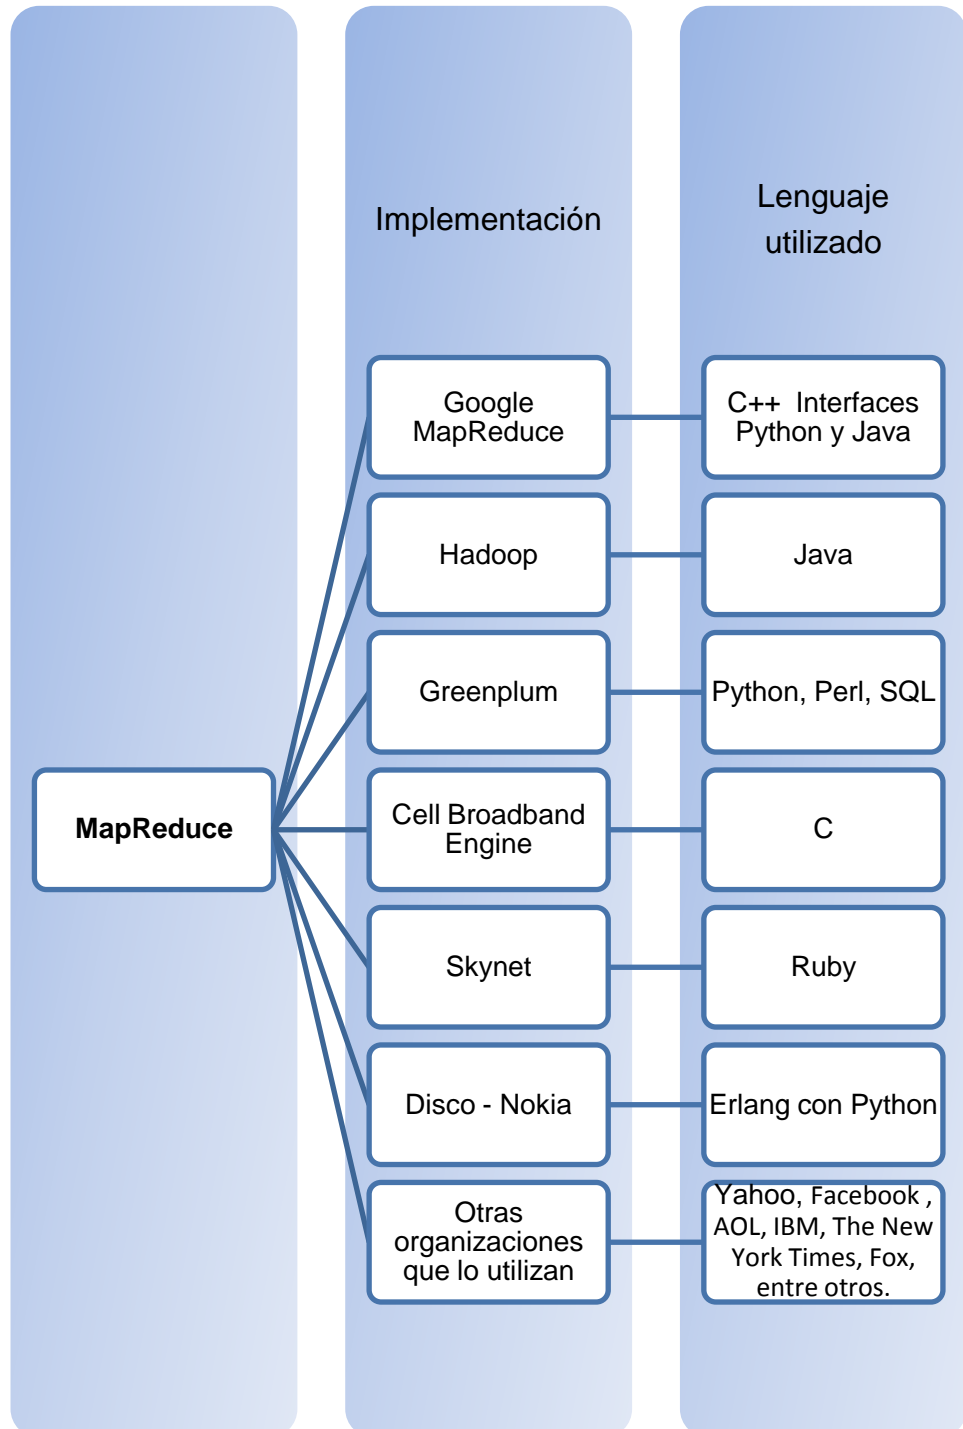 Implementación
Lenguaje
utilizado
MapReduce
Google
MapReduce
C++  Interfaces
Python y Java
Hadoop
Java
Greenplum
Python, Perl, SQL
Cell Broadband
Engine
C
Skynet
Ruby
Disco - Nokia
Erlang con Python
Otras
organizaciones
que lo utilizan
Yahoo, Facebook ,
AOL, IBM, The New
York Times, Fox,
entre otros.